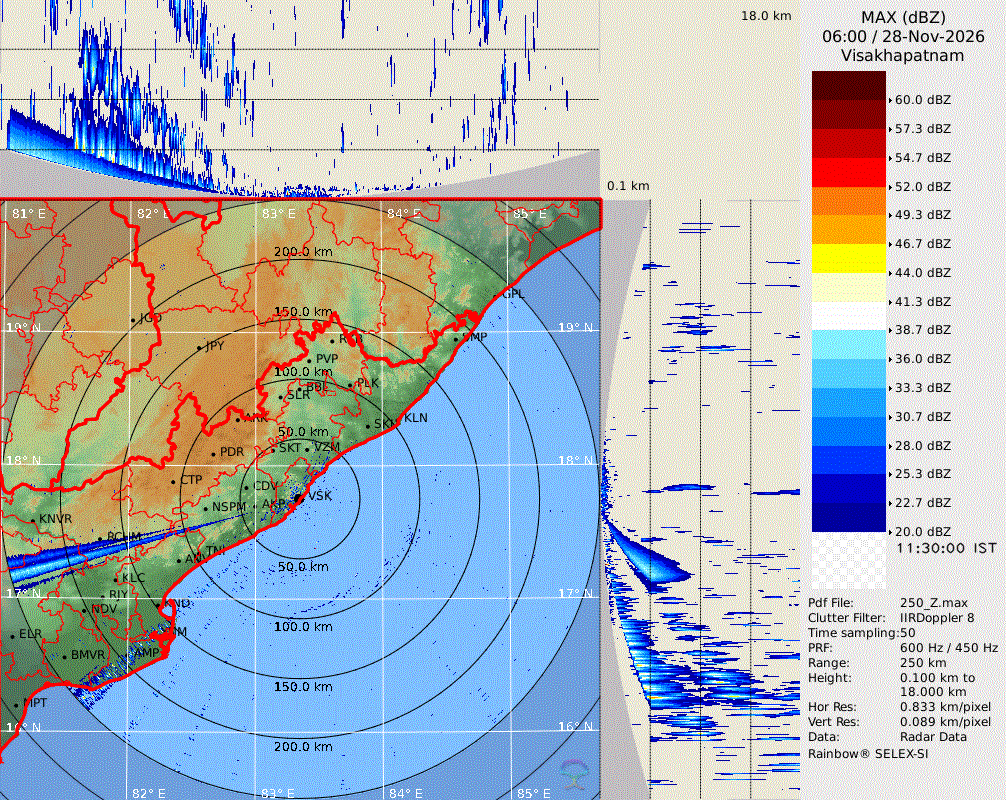 18.0 km
MAX (dBZ)
06:00 / 28-Nov-2026
Visakhapatnam
60.0 dBZ
57.3 dBZ
54.7 dBZ
52.0 dBZ
49.3 dBZ
46.7 dBZ
44.0 dBZ
41.3 dBZ
38.7 dBZ
36.0 dBZ
33.3 dBZ
30.7 dBZ
28.0 dBZ
25.3 dBZ
22.7 dBZ
20.0 dBZ
11:30:00 IST
Pdf File: 250_Z.max
Clutter Filter: IIRDoppler 8
Time sampling:50
PRF: 600 Hz / 450 Hz
Range: 250 km
Height: 0.100 km to
18.000 km
Hor Res: 0.833 km/pixel
Vert Res: 0.089 km/pixel
Data: Radar Data
Rainbow® SELEX-SI
0.1 km
81° E 82° E 83° E 84° E 85° E
200.0 km
GPL
150.0 km
JGD
19° N 19° N
JPY
PVP
100.0 km
PLK
BBL
SLR
KLN
50.0 km
SKT VZM
PDR
18° N 18° N
CTP
CDV
VSK
NSPM AKP
KNVR
TNI
50.0 km
KLC
RJY
17° N 17° N
NDV
100.0 km
ELR
AMP
BMVR
150.0 km
16° N 16° N
200.0 km
82° E 83° E 84° E 85° E